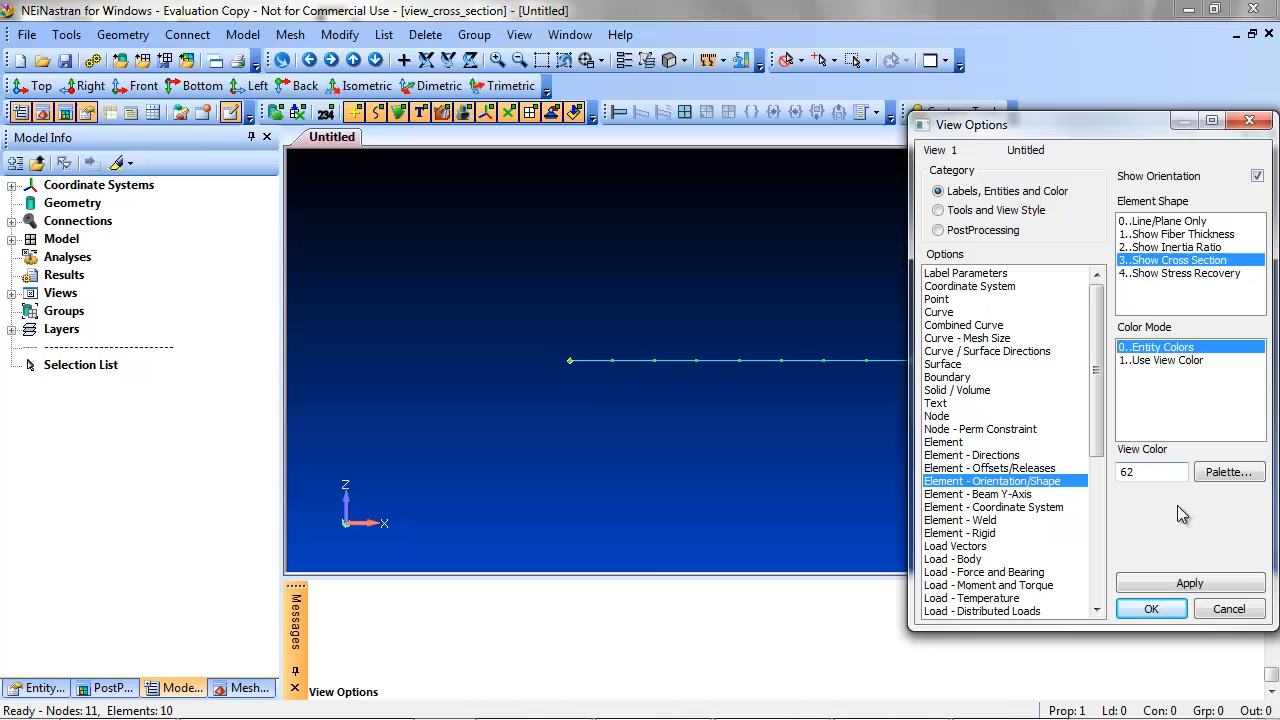 NEiNastran for Windows - Evaluation Copy - Not for Commercial Use - [view_cross_section] - [Untitled]
File Tools Geometry Connect Model Mesh Modify List Delete Group View Window Help
Top Right Front Bottom Left Back Isometric Dimetric Trimetric
234
Model Info
Coordinate Systems
Geometry
Connections
Model
Analyses
Results
Views
Groups
Layers
Selection List
Entity... PostP... Mode... Mesh...
Untitled
Z
X
Messages
View Options
View Options
View 1 Untitled
Category
Labels, Entities and Color
Tools and View Style
PostProcessing
Options
Label Parameters
Coordinate System
Point
Curve
Combined Curve
Curve - Mesh Size
Curve / Surface Directions
Surface
Boundary
Solid / Volume
Text
Node
Node - Perm Constraint
Element
Element - Directions
Element - Offsets/Releases
Element - Orientation/Shape
Element - Beam Y-Axis
Element - Coordinate System
Element - Weld
Element - Rigid
Load Vectors
Load - Body
Load - Force and Bearing
Load - Moment and Torque
Load - Temperature
Load - Distributed Loads
Show Orientation
Element Shape
0..Line/Plane Only
1..Show Fiber Thickness
2..Show Inertia Ratio
3..Show Cross Section
4..Show Stress Recovery
Color Mode
0..Entity Colors
1..Use View Color
View Color
62 Palette...
Apply
OK Cancel
Ready - Nodes: 11, Elements: 10 Prop: 1 Ld: 0 Con: 0 Grp: 0 Out: 0